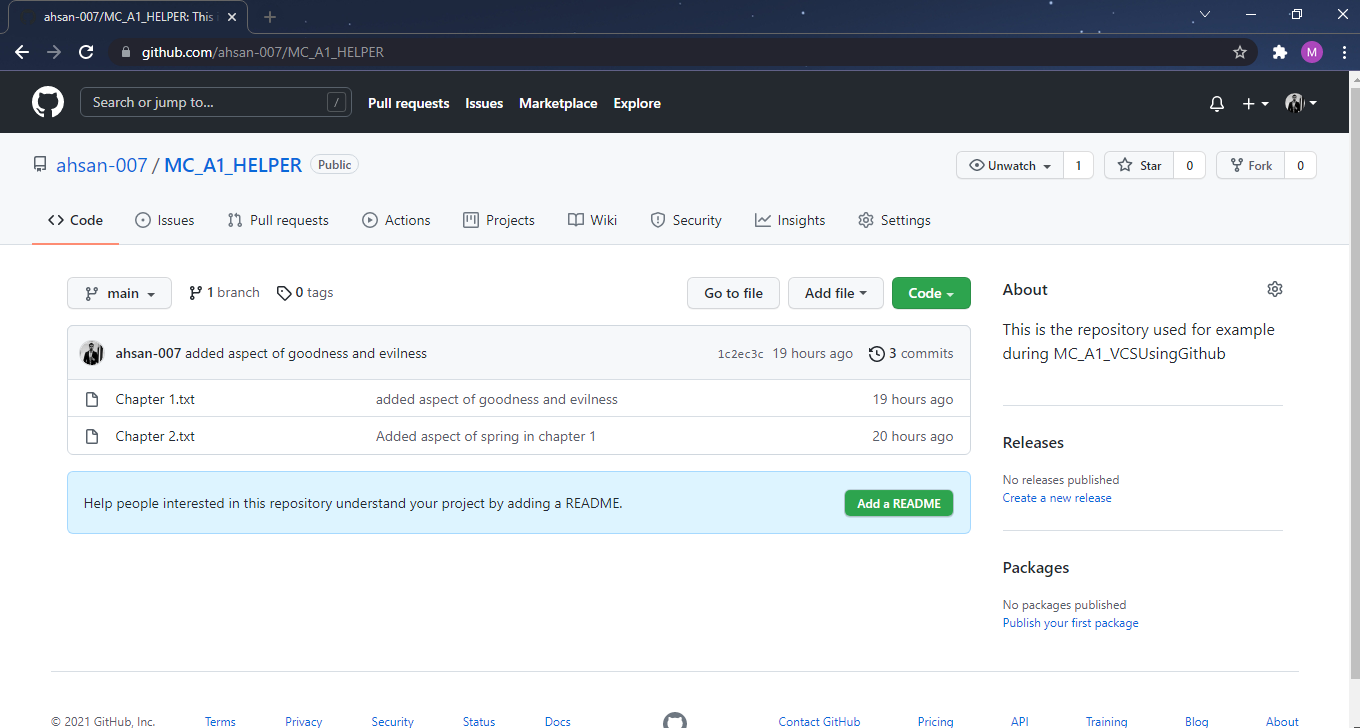 ahsan-007/MC_A1_HELPER: This
github.com/ahsan-007/MC_A1_HELPER
M
Search or jump to... /
Pull requests Issues Marketplace Explore
ahsan-007 / MC_A1_HELPER Public
Unwatch 1 Star 0 Fork 0
Code Issues Pull requests Actions Projects Wiki Security Insights Settings
main 1 branch 0 tags Go to file Add file Code
ahsan-007 added aspect of goodness and evilness 1c2ec3c 19 hours ago 3 commits
Chapter 1.txt added aspect of goodness and evilness 19 hours ago
Chapter 2.txt Added aspect of spring in chapter 1 20 hours ago
Help people interested in this repository understand your project by adding a README. Add a README
About
This is the repository used for example
during MC_A1_VCSUsingGithub
Releases
No releases published
Create a new release
Packages
No packages published
Publish your first package
© 2021 GitHub, Inc. Terms Privacy Security Status Docs Contact GitHub Pricing API Training Blog About